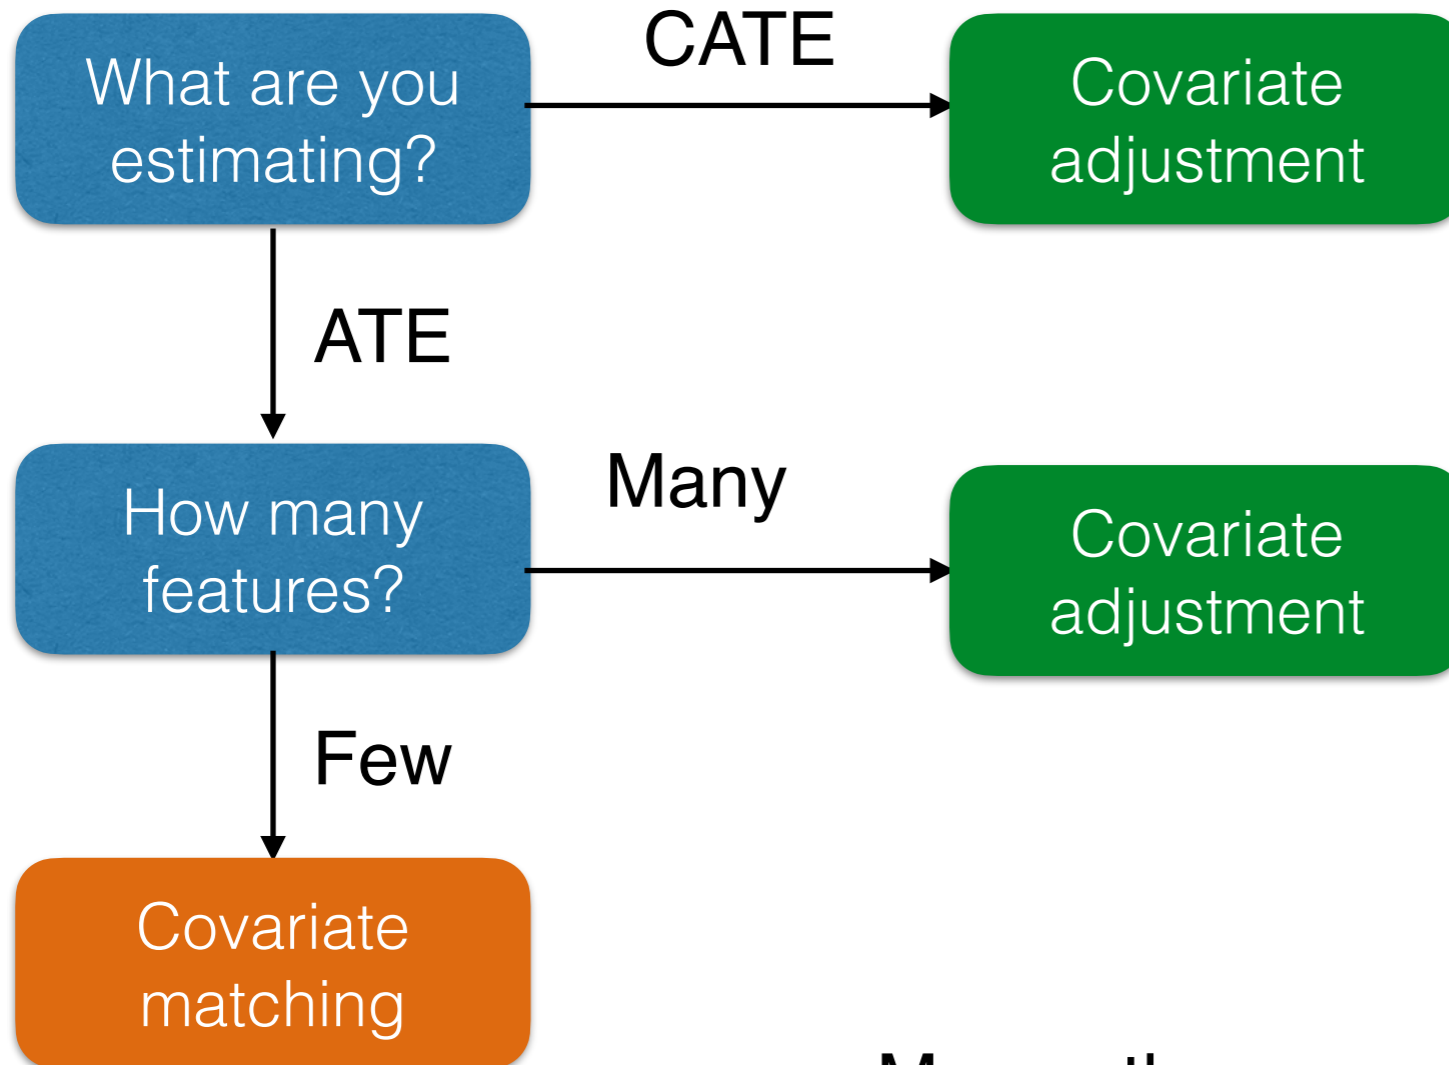 What are you
estimating?
CATE
Covariate
adjustment
ATE
How many
features?
Many
Covariate
adjustment
Few
Covariate
matching